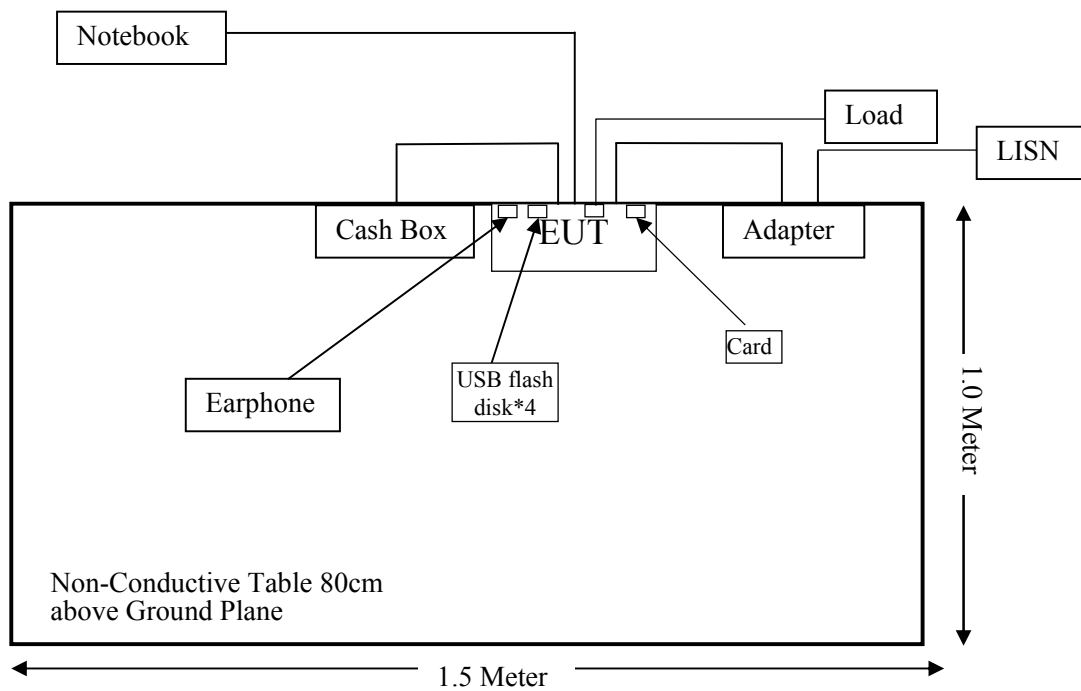 Notebook
Load
LISN
Cash Box
EUT
Adapter
Card
USB flash
disk*4
Earphone
1.0 Meter
Non-Conductive Table 80cm
above Ground Plane
1.5 Meter